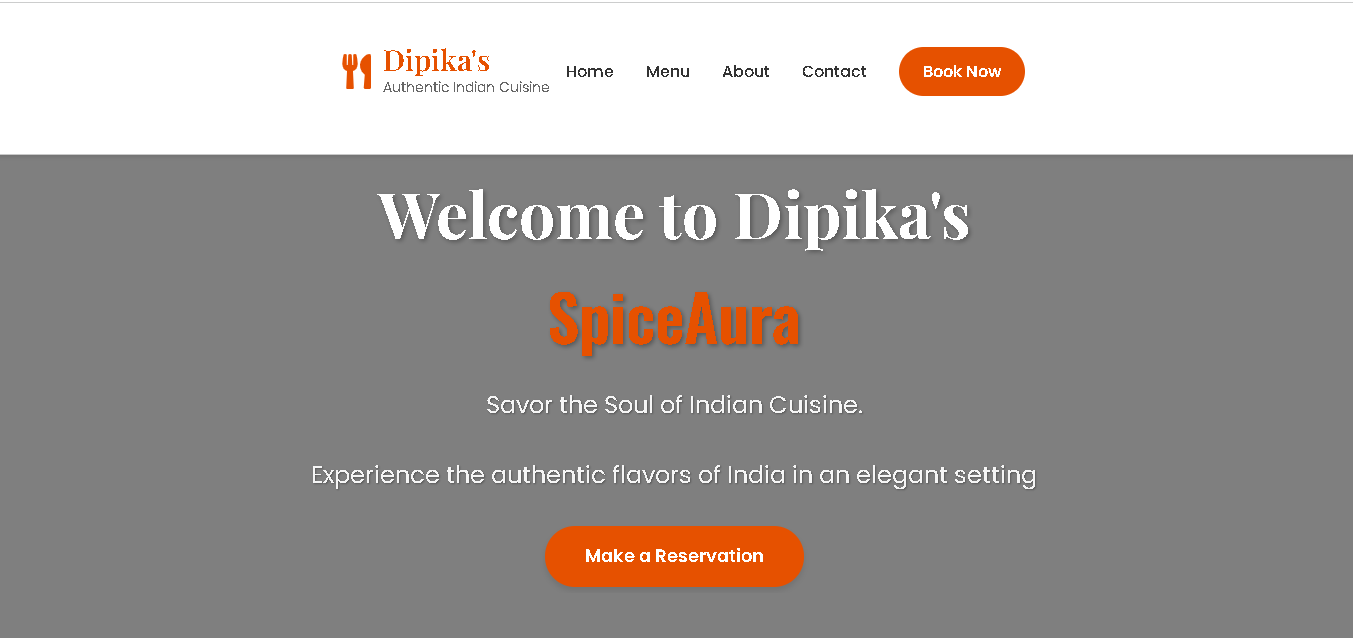 Dipika's
Authentic Indian Cuisine
Home Menu About Contact Book Now
Welcome to Dipika's
SpiceAura
Savor the Soul of Indian Cuisine.
Experience the authentic flavors of India in an elegant setting
Make a Reservation